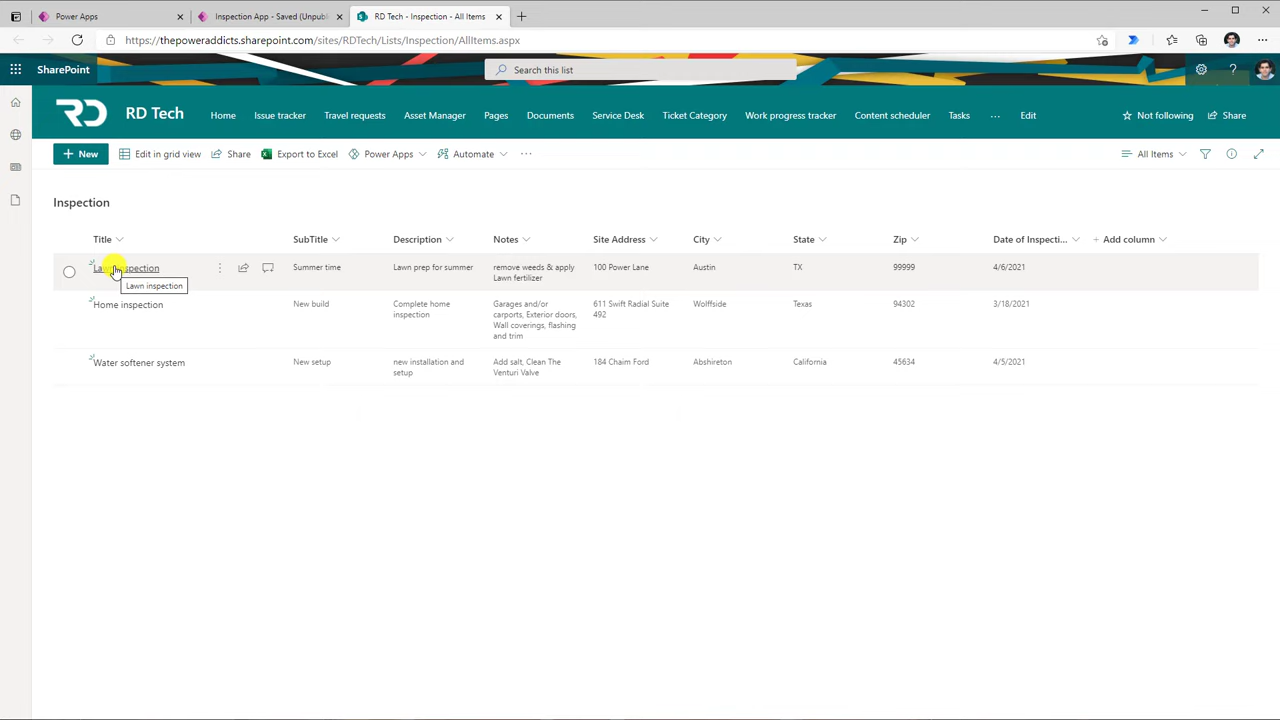 Power Apps
Inspection App - Saved (Unpubl
RD Tech - Inspection - All Items
https://thepoweraddicts.sharepoint.com/sites/RDTech/Lists/Inspection/AllItems.aspx
SharePoint
Search this list
RD RD Tech Home Issue tracker Travel requests Asset Manager Pages Documents Service Desk Ticket Category Work progress tracker Content scheduler Tasks ... Edit Not following Share
+ New Edit in grid view Share Export to Excel Power Apps Automate ... All Items
Inspection
Title SubTitle Description Notes Site Address City State Zip Date of Inspecti... + Add column
Lawn inspection Summer time Lawn prep for summer remove weeds & apply 100 Power Lane Austin TX 99999 4/6/2021
Lawn fertilizer
Lawn inspection
Home inspection New build Complete home Garages and/or 611 Swift Radial Suite Wolffside Texas 94302 3/18/2021
inspection carports, Exterior doors, 492
Wall coverings, flashing
and trim
Water softener system New setup new installation and Add salt, Clean The 184 Chaim Ford Abshireton California 45634 4/5/2021
setup Venturi Valve